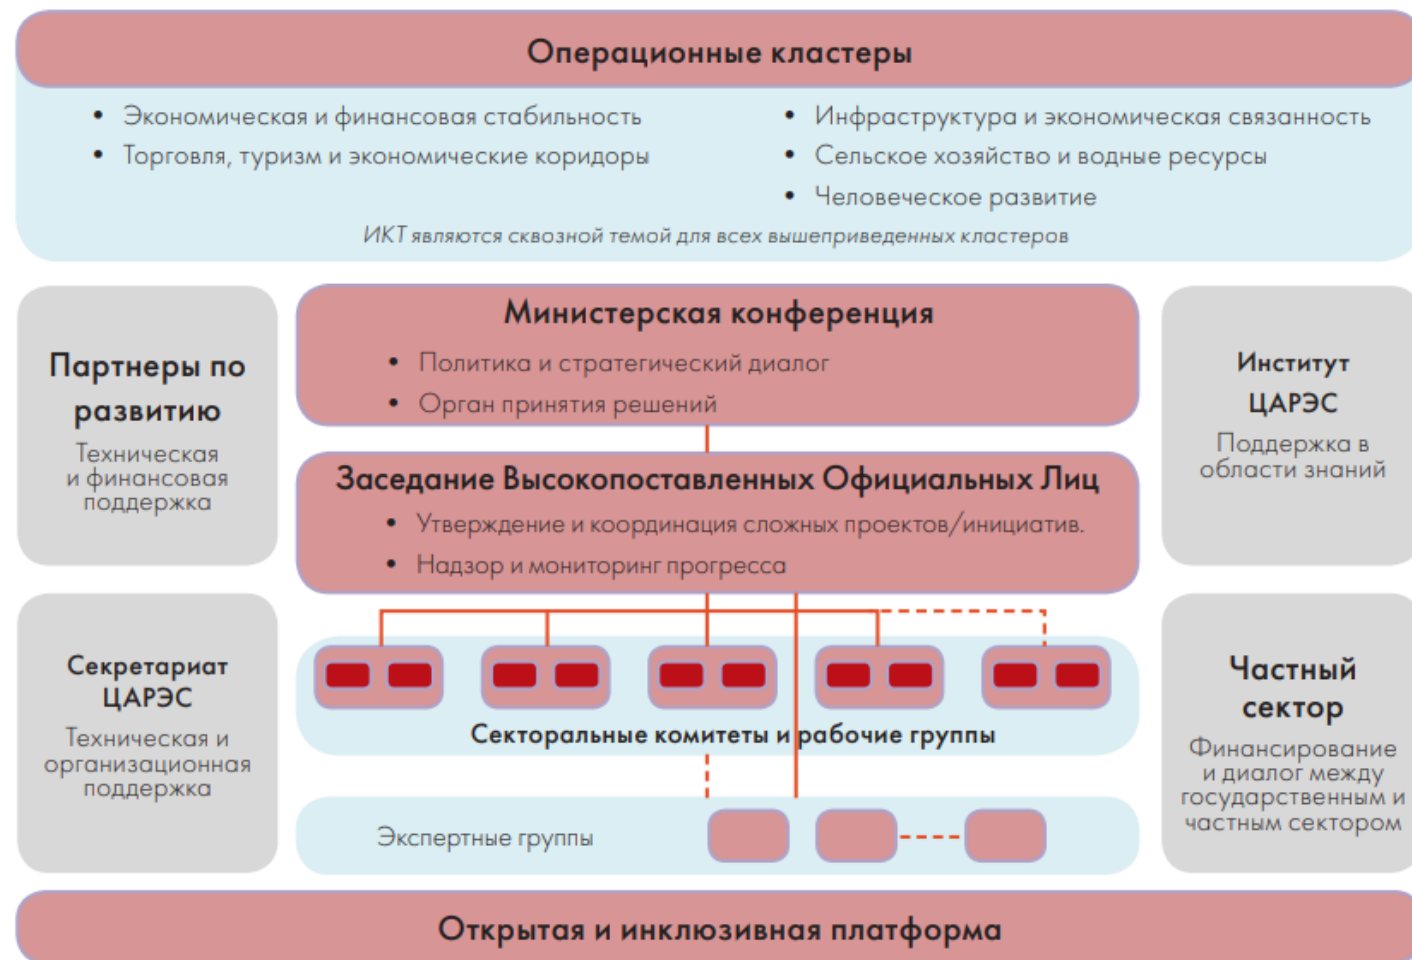 Операционные кластеры
• Экономическая и финансовая стабильность
• Торговля, туризм и экономические коридоры
• Инфраструктура и экономическая связанность
• Сельское хозяйство и водные ресурсы
• Человеческое развитие
ИКТ являются сквозной темой для всех вышеприведенных кластеров
Партнеры по
развитию
Техническая
и финансовая
поддержка
Министерская конференция
• Политика и стратегический диалог
• Орган принятия решений
Институт
ЦАРЭС
Поддержка в
области знаний
Заседание Высокопоставленных Официальных Лиц
• Утверждение и координация сложных проектов/инициатив.
• Надзор и мониторинг прогресса
Секретариат
ЦАРЭС
Техническая и
организационная
поддержка
Секторальные комитеты и рабочие группы
Экспертные группы
Частный
сектор
Финансирование
и диалог между
государственным и
частным сектором
Открытая и инклюзивная платформа